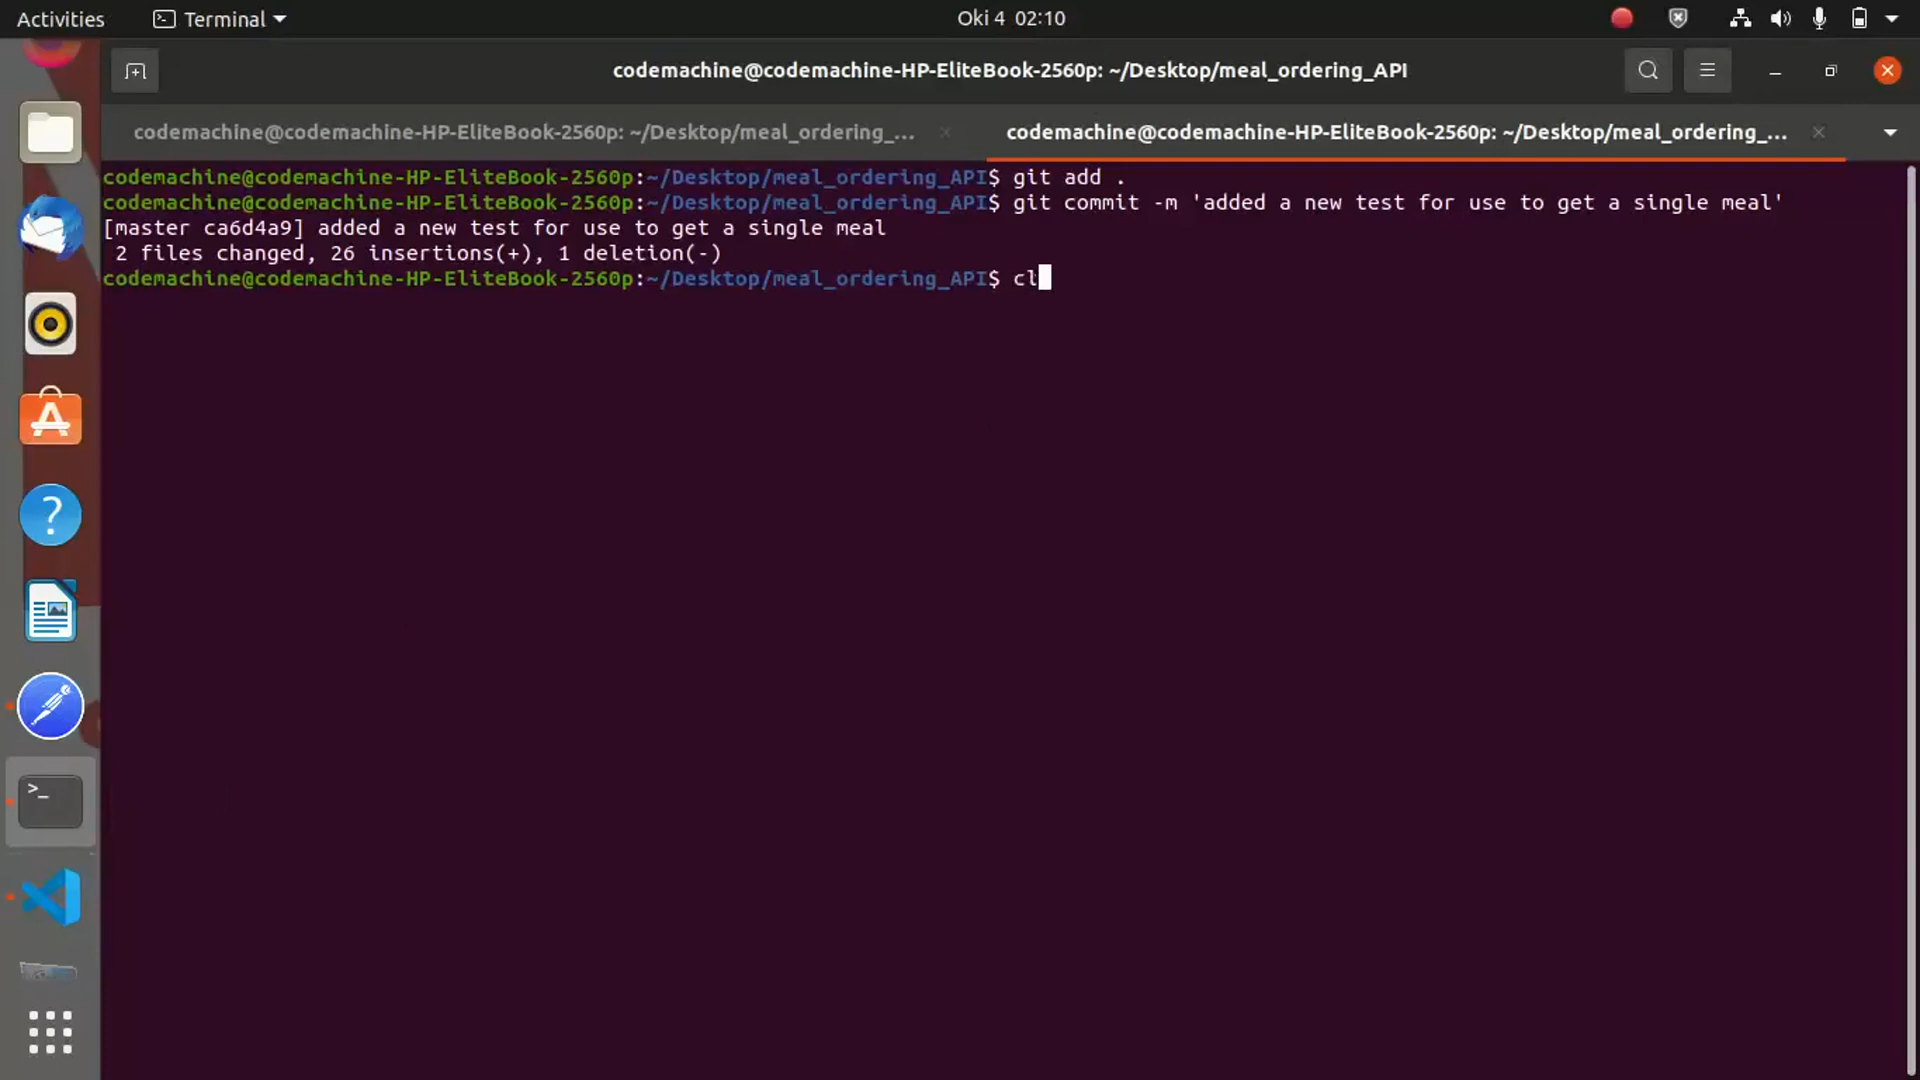 Activities
Terminal
Oki 4 02:10
codemachine@codemachine-HP-EliteBook-2560p: ~/Desktop/meal_ordering_API
codemachine@codemachine-HP-EliteBook-2560p: ~/Desktop/meal_ordering_...
codemachine@codemachine-HP-EliteBook-2560p: ~/Desktop/meal_ordering_...
codemachine@codemachine-HP-EliteBook-2560p:~/Desktop/meal_ordering_API$ git add .
codemachine@codemachine-HP-EliteBook-2560p:~/Desktop/meal_ordering_API$ git commit -m 'added a new test for use to get a single meal'
[master ca6d4a9] added a new test for use to get a single meal
2 files changed, 26 insertions(+), 1 deletion(-)
codemachine@codemachine-HP-EliteBook-2560p:~/Desktop/meal_ordering_API$ cl